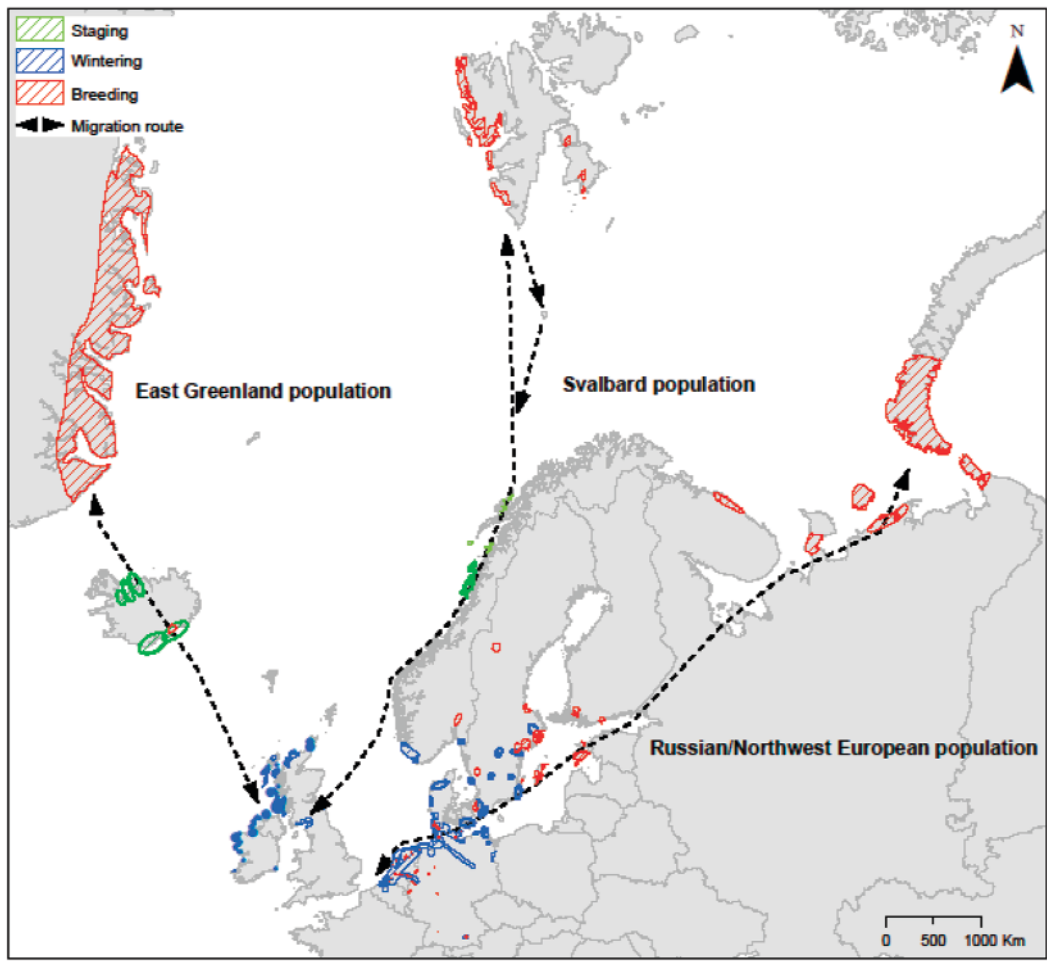 Staging
Wintering
Breeding
Migration route
N
East Greenland population
Svalbard population
Russian/Northwest European population
0 500 1000 Km